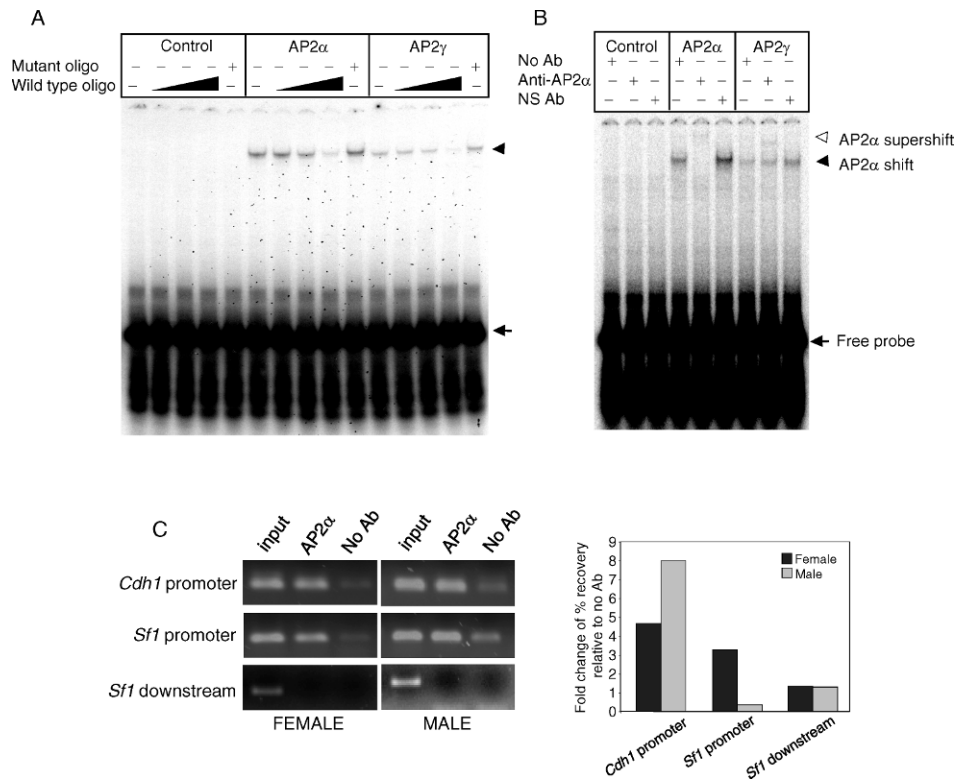 A
Control AP2α AP2γ
Mutant oligo – – – – + – – – – + – – – – +
Wild type oligo – – – – – –
B
Control AP2α AP2γ
No Ab + – – + – – + – –
Anti-AP2α – + – – + – – + –
NS Ab – – + – – + – – +
AP2α supershift
AP2α shift
Free probe
C
input AP2α No Ab input AP2α No Ab
Cdh1 promoter
Sf1 promoter
Sf1 downstream
FEMALE MALE
Fold change of % recovery
relative to no Ab
9
8
7
6
5
4
3
2
1
0
Female
Male
Cdh1 promoter
Sf1 promoter
Sf1 downstream